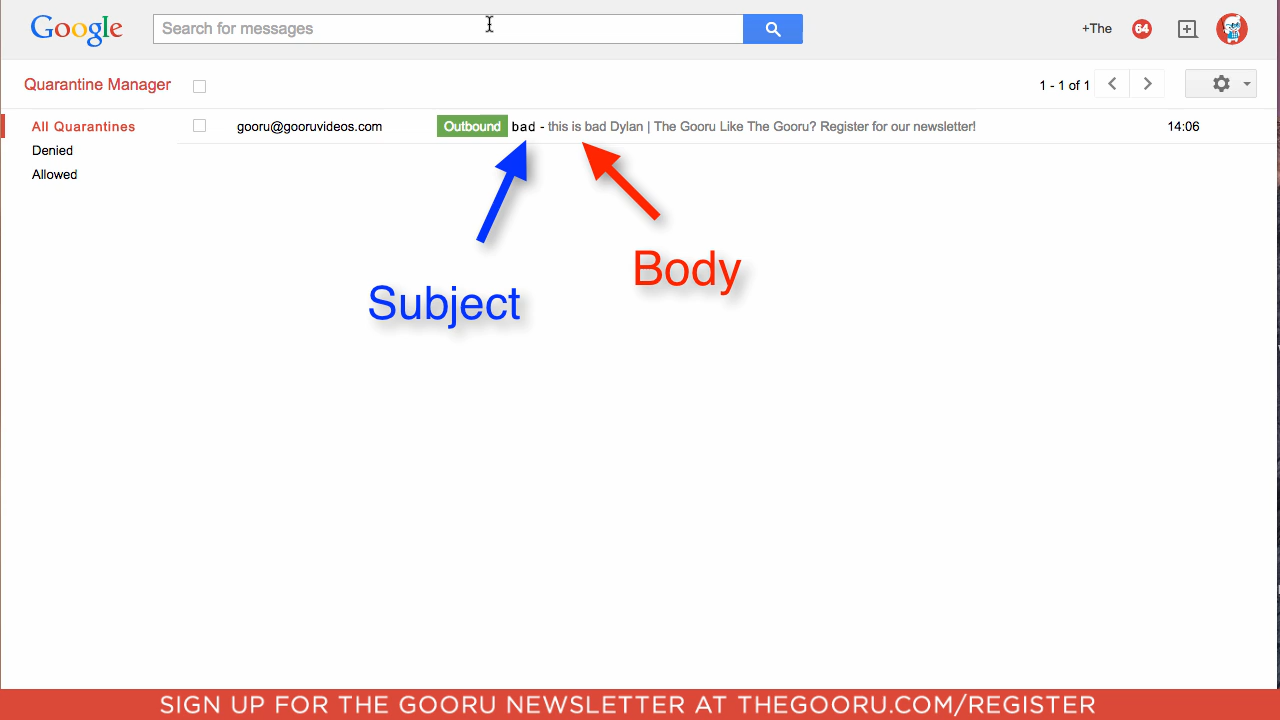 Google Search for messages +The 64
Quarantine Manager 1 - 1 of 1
All Quarantines gooru@gooruvideos.com Outbound bad - this is bad Dylan | The Gooru Like The Gooru? Register for our newsletter! 14:06
Denied
Allowed
Body
Subject
SIGN UP FOR THE GOORU NEWSLETTER AT THEGOORU.COM/REGISTER